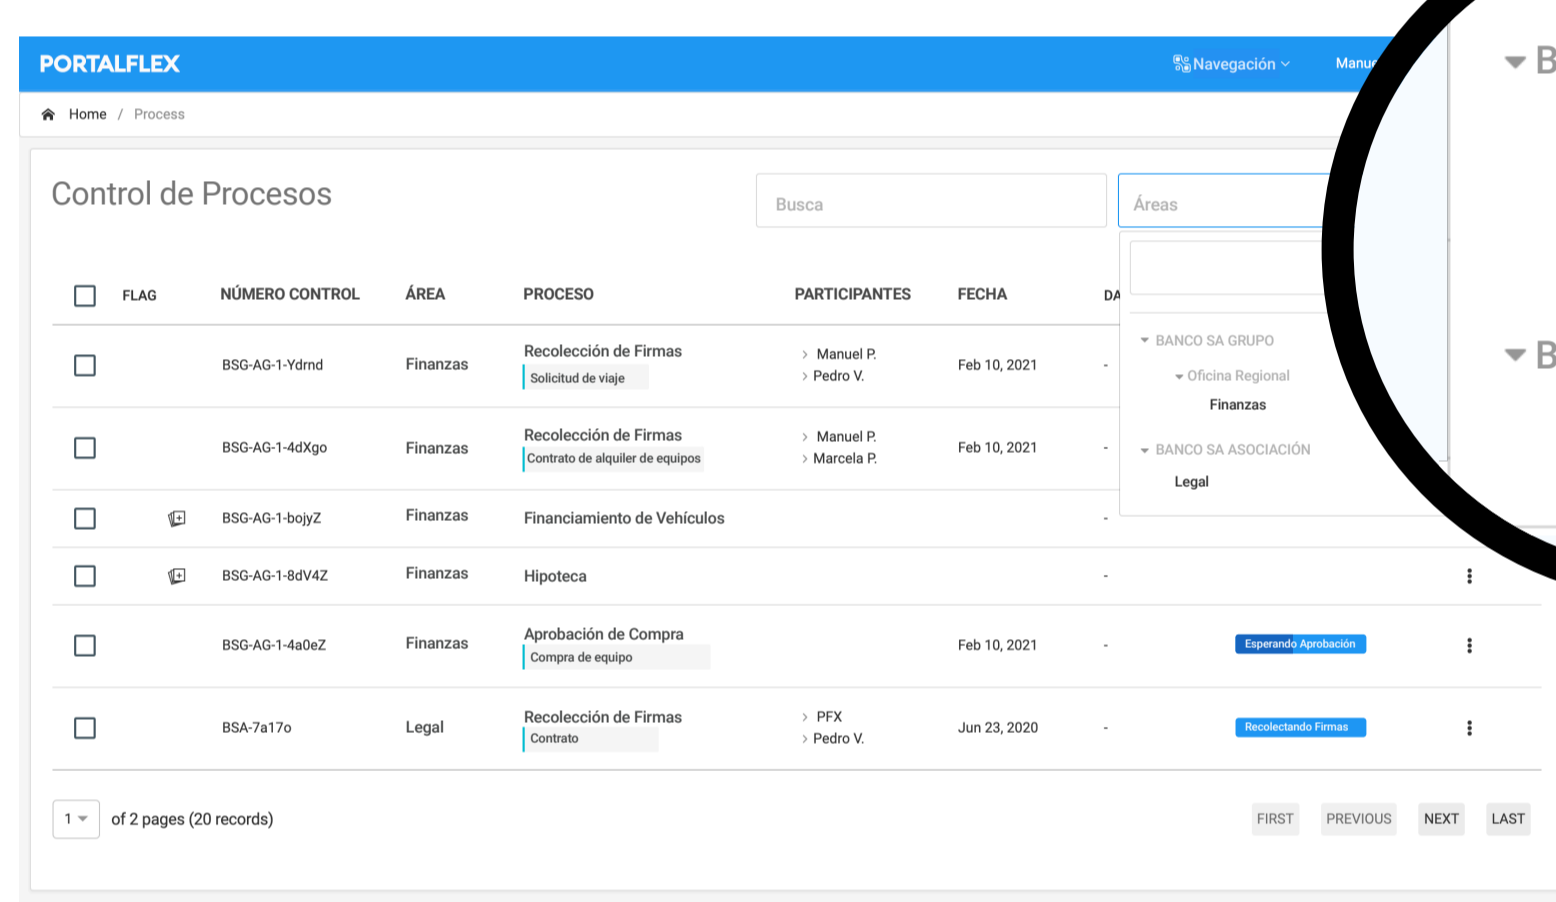 PORTALFLEX
Navegación
Home / Process
Control de Procesos
Busca
Áreas
FLAG NÚMERO CONTROL ÁREA PROCESO PARTICIPANTES FECHA
BANCO SA GRUPO
Oficina Regional
Finanzas
BANCO SA ASOCIACIÓN
Legal
BSG-AG-1-Ydrnd Finanzas Recolección de Firmas > Manuel P. Feb 10, 2021 -
Solicitud de viaje > Pedro V.
BSG-AG-1-4dXgo Finanzas Recolección de Firmas > Manuel P. Feb 10, 2021 -
Contrato de alquiler de equipos > Marcela P.
BSG-AG-1-bojyZ Finanzas Financiamiento de Vehículos -
BSG-AG-1-8dV4Z Finanzas Hipoteca -
BSG-AG-1-4a0eZ Finanzas Aprobación de Compra Feb 10, 2021 - Esperando Aprobación
Compra de equipo
BSA-7a17o Legal Recolección de Firmas > PFX Jun 23, 2020 - Recolectando Firmas
Contrato > Pedro V.
1 of 2 pages (20 records) FIRST PREVIOUS NEXT LAST